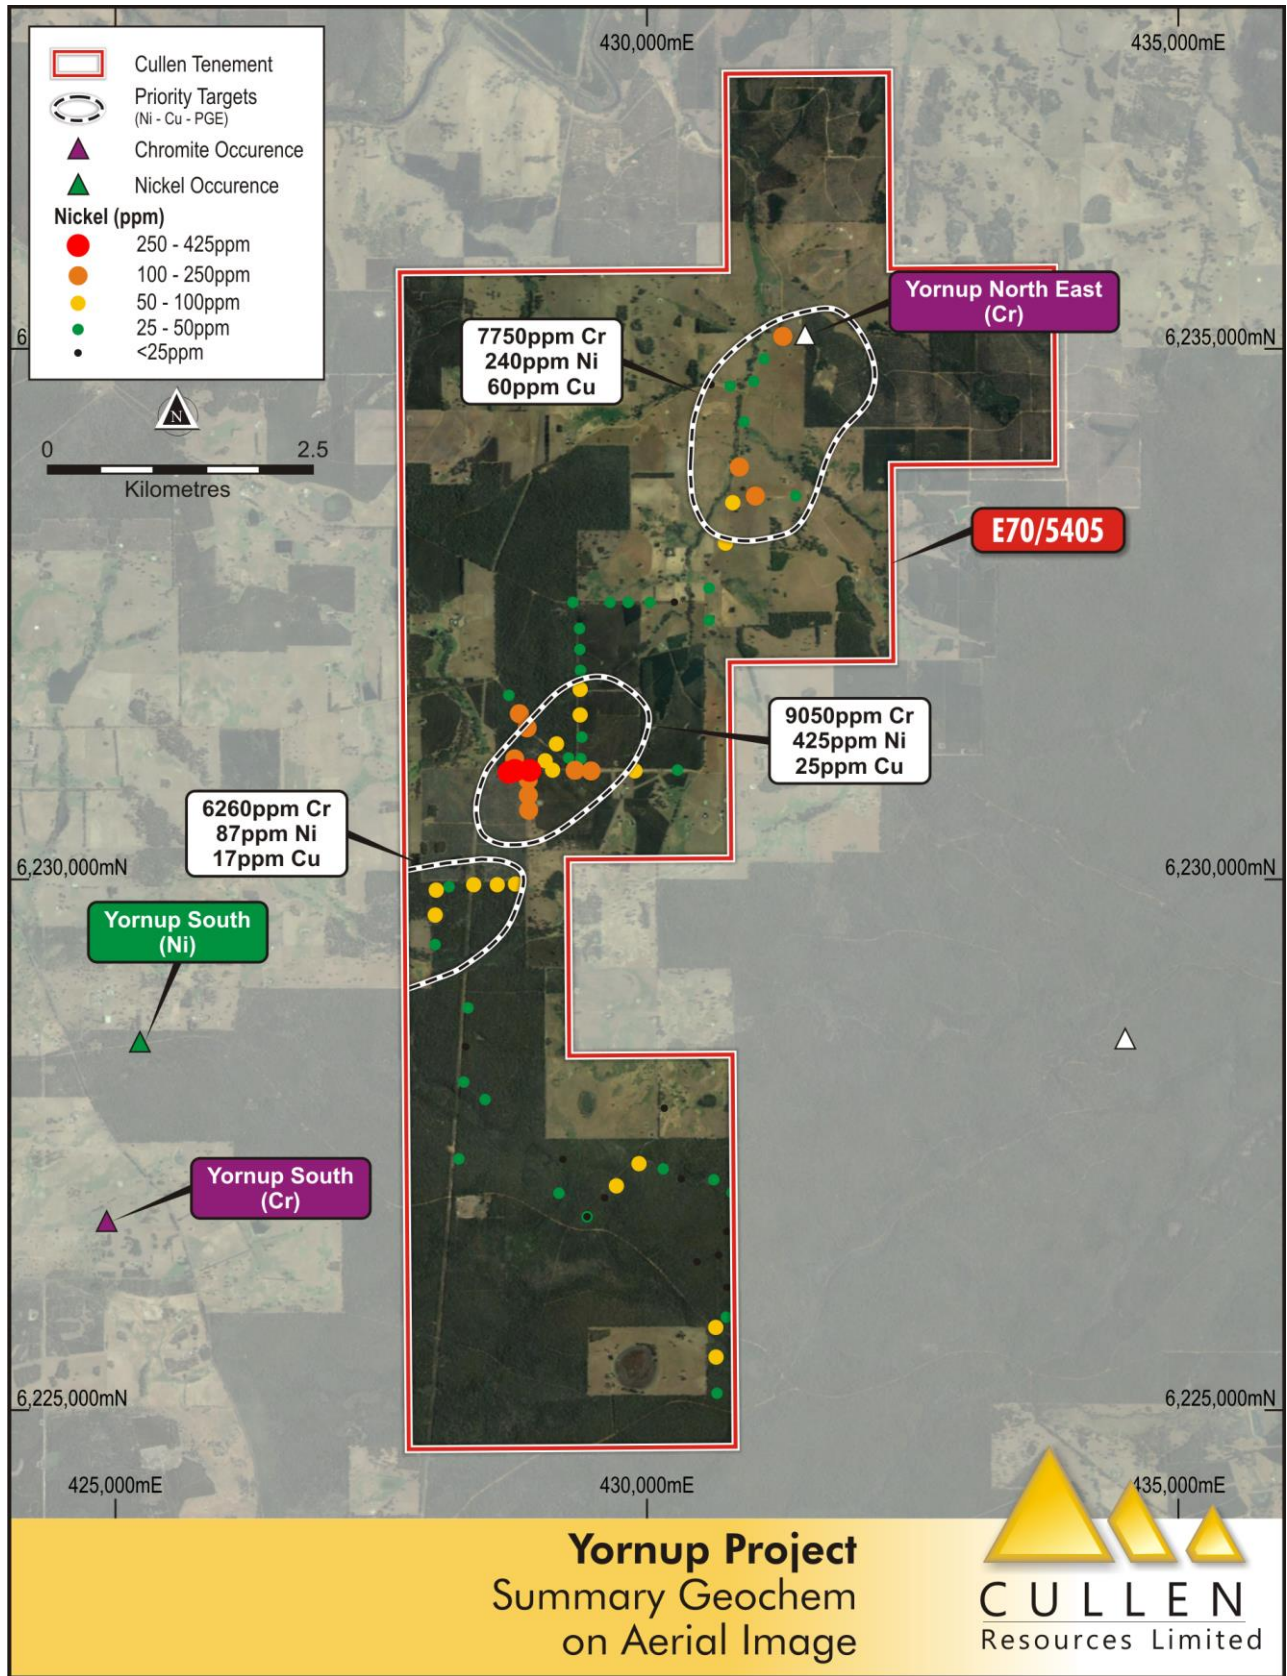 430,000mE
435,000mE
Cullen Tenement
Priority Targets
(Ni - Cu - PGE)
Chromite Occurence
Nickel Occurence
Nickel (ppm)
250 - 425ppm
100 - 250ppm
50 - 100ppm
25 - 50ppm
<25ppm
6
6,235,000mN
N
0
2.5
Kilometres
Yornup North East
(Cr)
7750ppm Cr
240ppm Ni
60ppm Cu
E70/5405
9050ppm Cr
425ppm Ni
25ppm Cu
6260ppm Cr
87ppm Ni
17ppm Cu
6,230,000mN
6,230,000mN
Yornup South
(Ni)
Yornup South
(Cr)
6,225,000mN
6,225,000mN
425,000mE
430,000mE
435,000mE
Yornup Project
Summary Geochem
on Aerial Image
CULLEN
Resources Limited